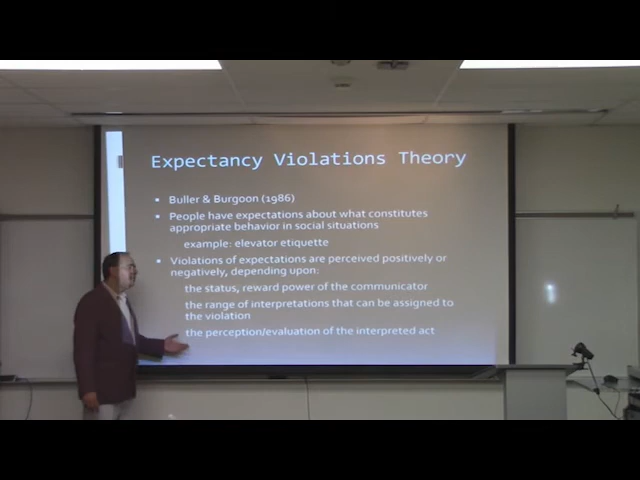 Expectancy Violations Theory
▪ Buller & Burgoon (1986)
▪ People have expectations about what constitutes
appropriate behavior in social situations
example: elevator etiquette
▪ Violations of expectations are perceived positively or
negatively, depending upon:
the status, reward power of the communicator
the range of interpretations that can be assigned to
the violation
the perception/evaluation of the interpreted act